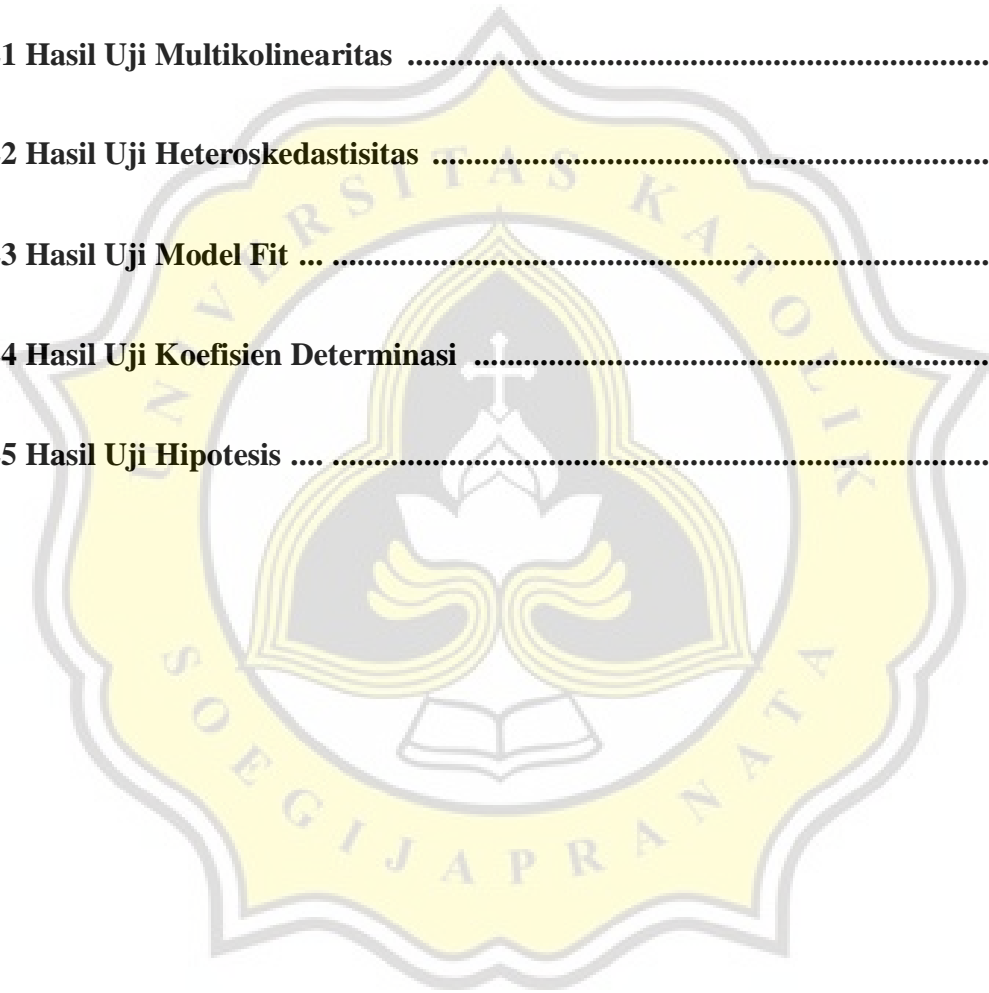 1 Hasil Uji Multikolinearitas ........................................................................
2 Hasil Uji Heteroskedastisitas .....................................................................
3 Hasil Uji Model Fit ... .................................................................................
4 Hasil Uji Koefisien Determinasi ...............................................................
5 Hasil Uji Hipotesis .... .................................................................................
UNIVERSITAS KATOLIK
SOEGIJAPRANATA